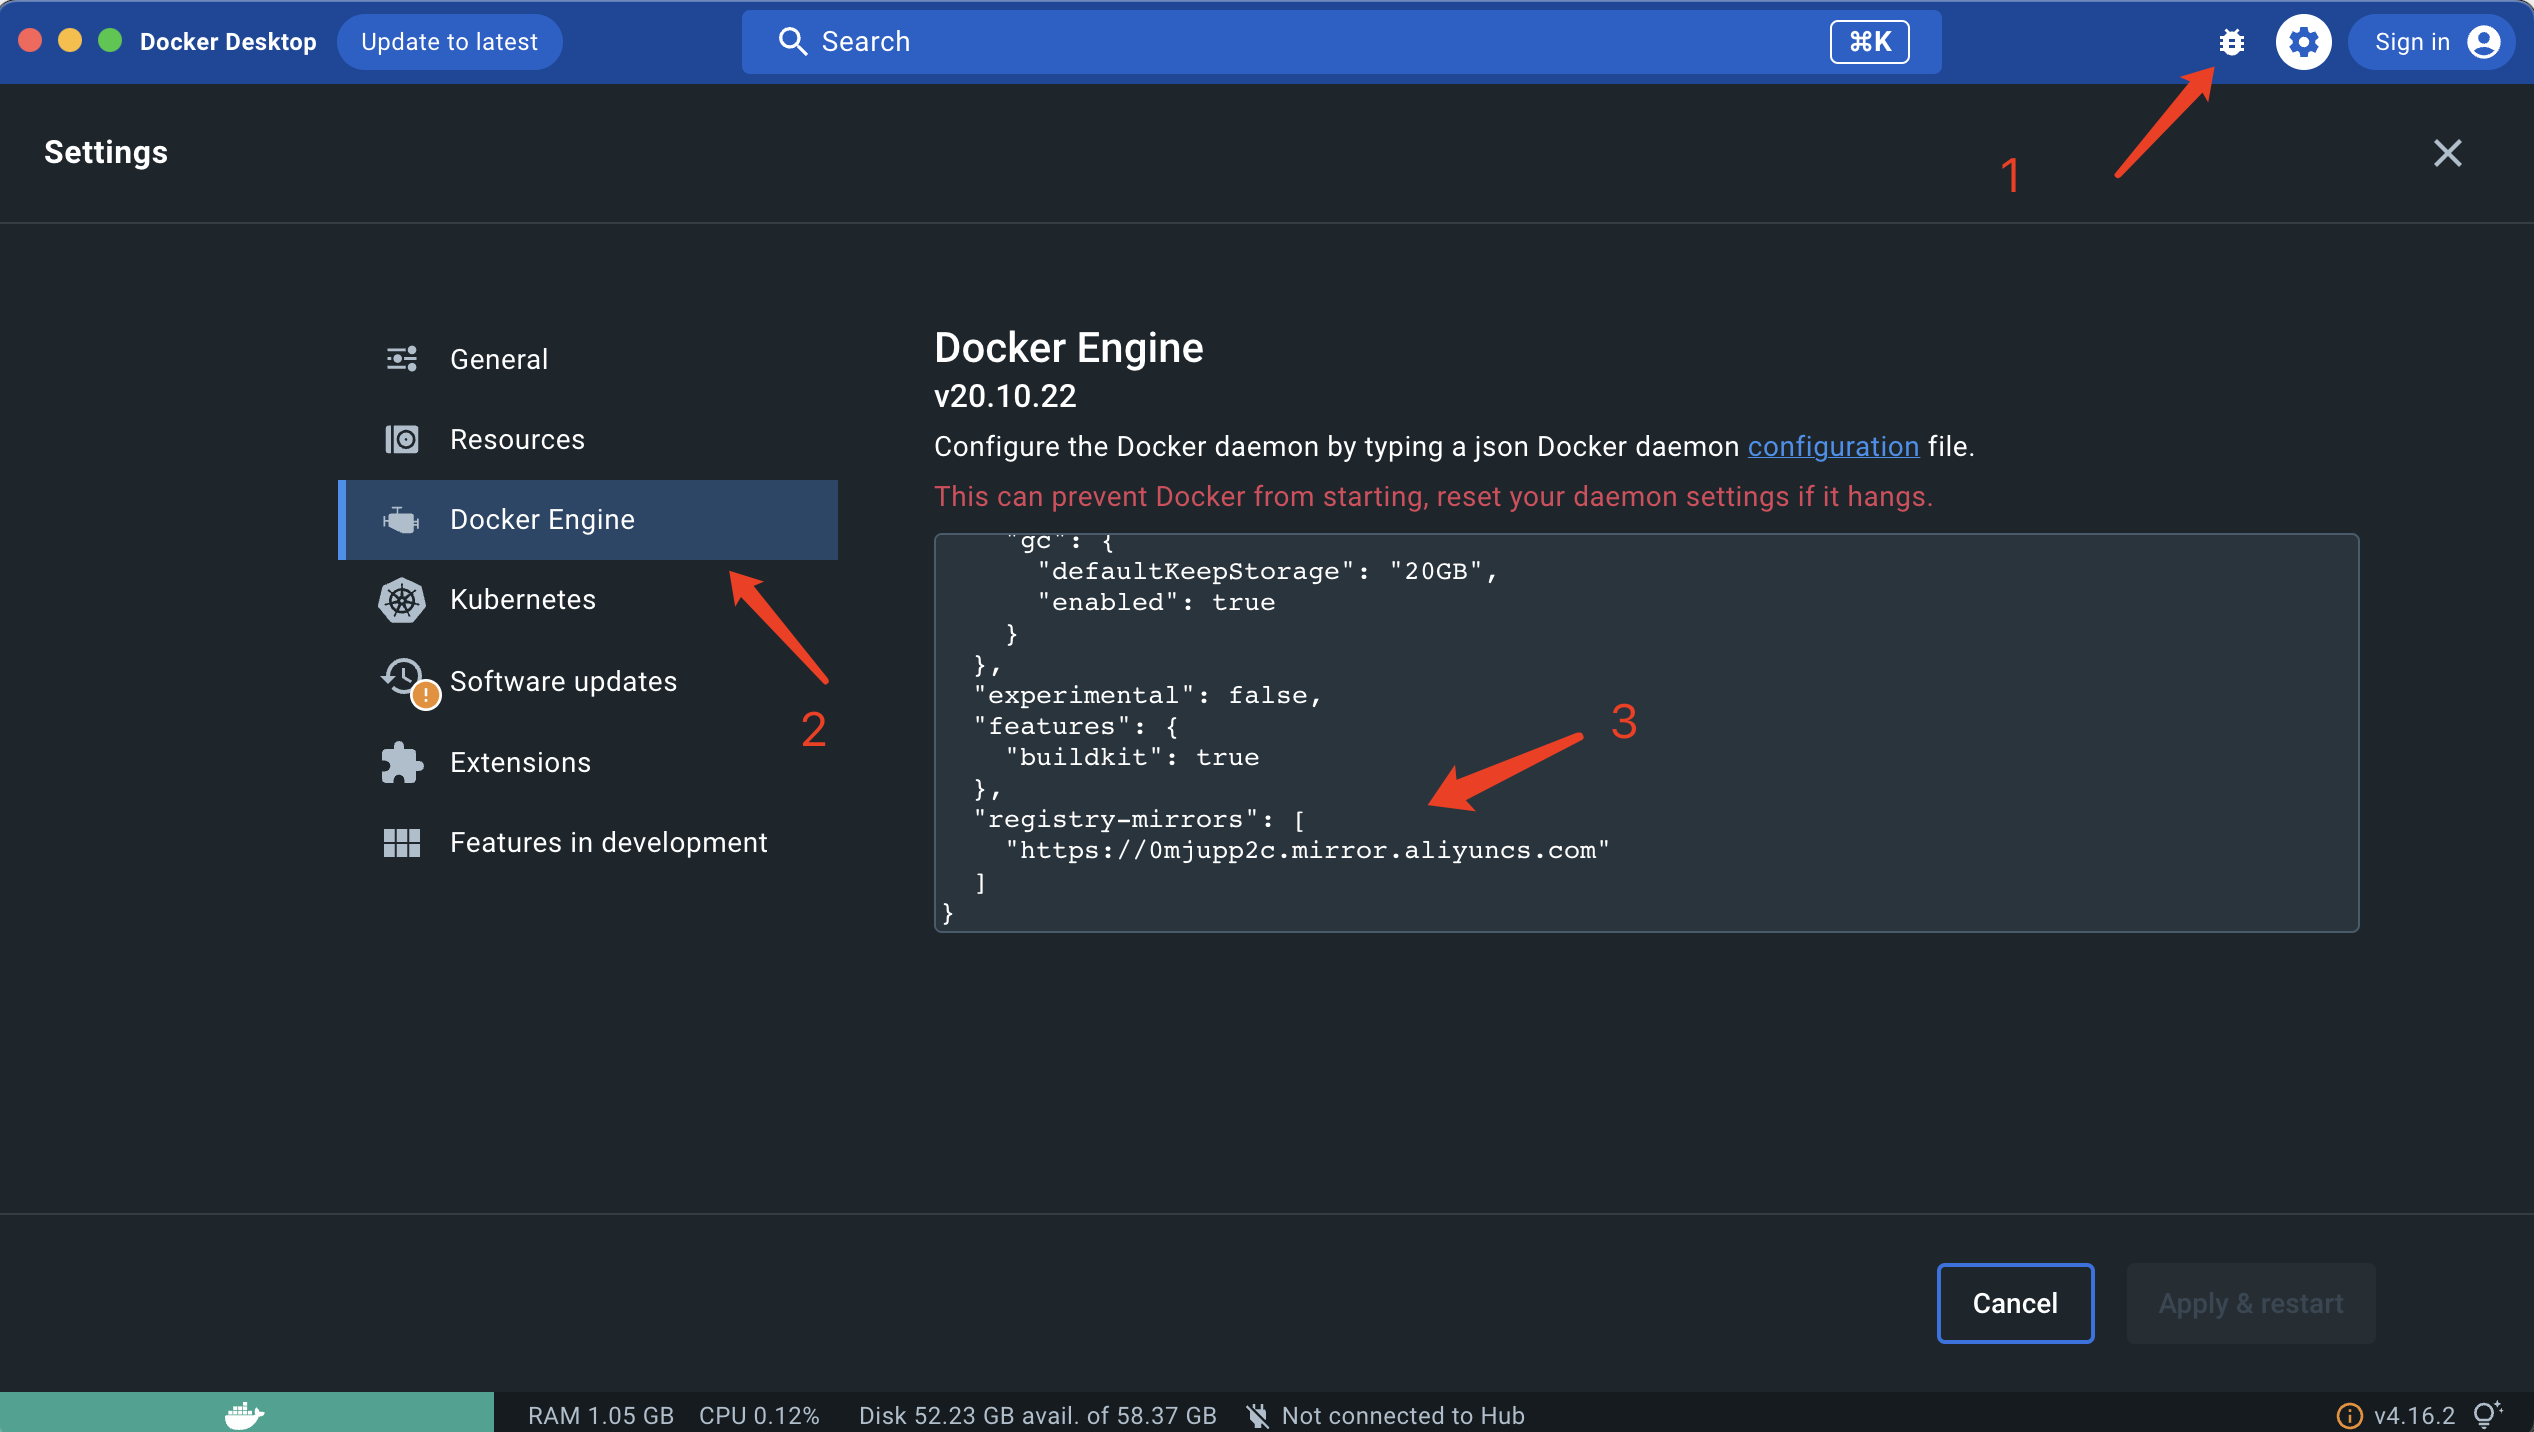 Docker Desktop Update to latest Search ⌘K Sign in
1
Settings
General
Resources
Docker Engine
Kubernetes
Software updates
2
Extensions
Features in development
Docker Engine
v20.10.22
Configure the Docker daemon by typing a json Docker daemon configuration file.
This can prevent Docker from starting, reset your daemon settings if it hangs.
"gc": {
"defaultKeepStorage": "20GB",
"enabled": true
}
},
"experimental": false,
"features": {
"buildkit": true
},
3
"registry-mirrors": [
"https://0mjupp2c.mirror.aliyuncs.com"
]
}
Cancel Apply & restart
RAM 1.05 GB CPU 0.12% Disk 52.23 GB avail. of 58.37 GB Not connected to Hub v4.16.2